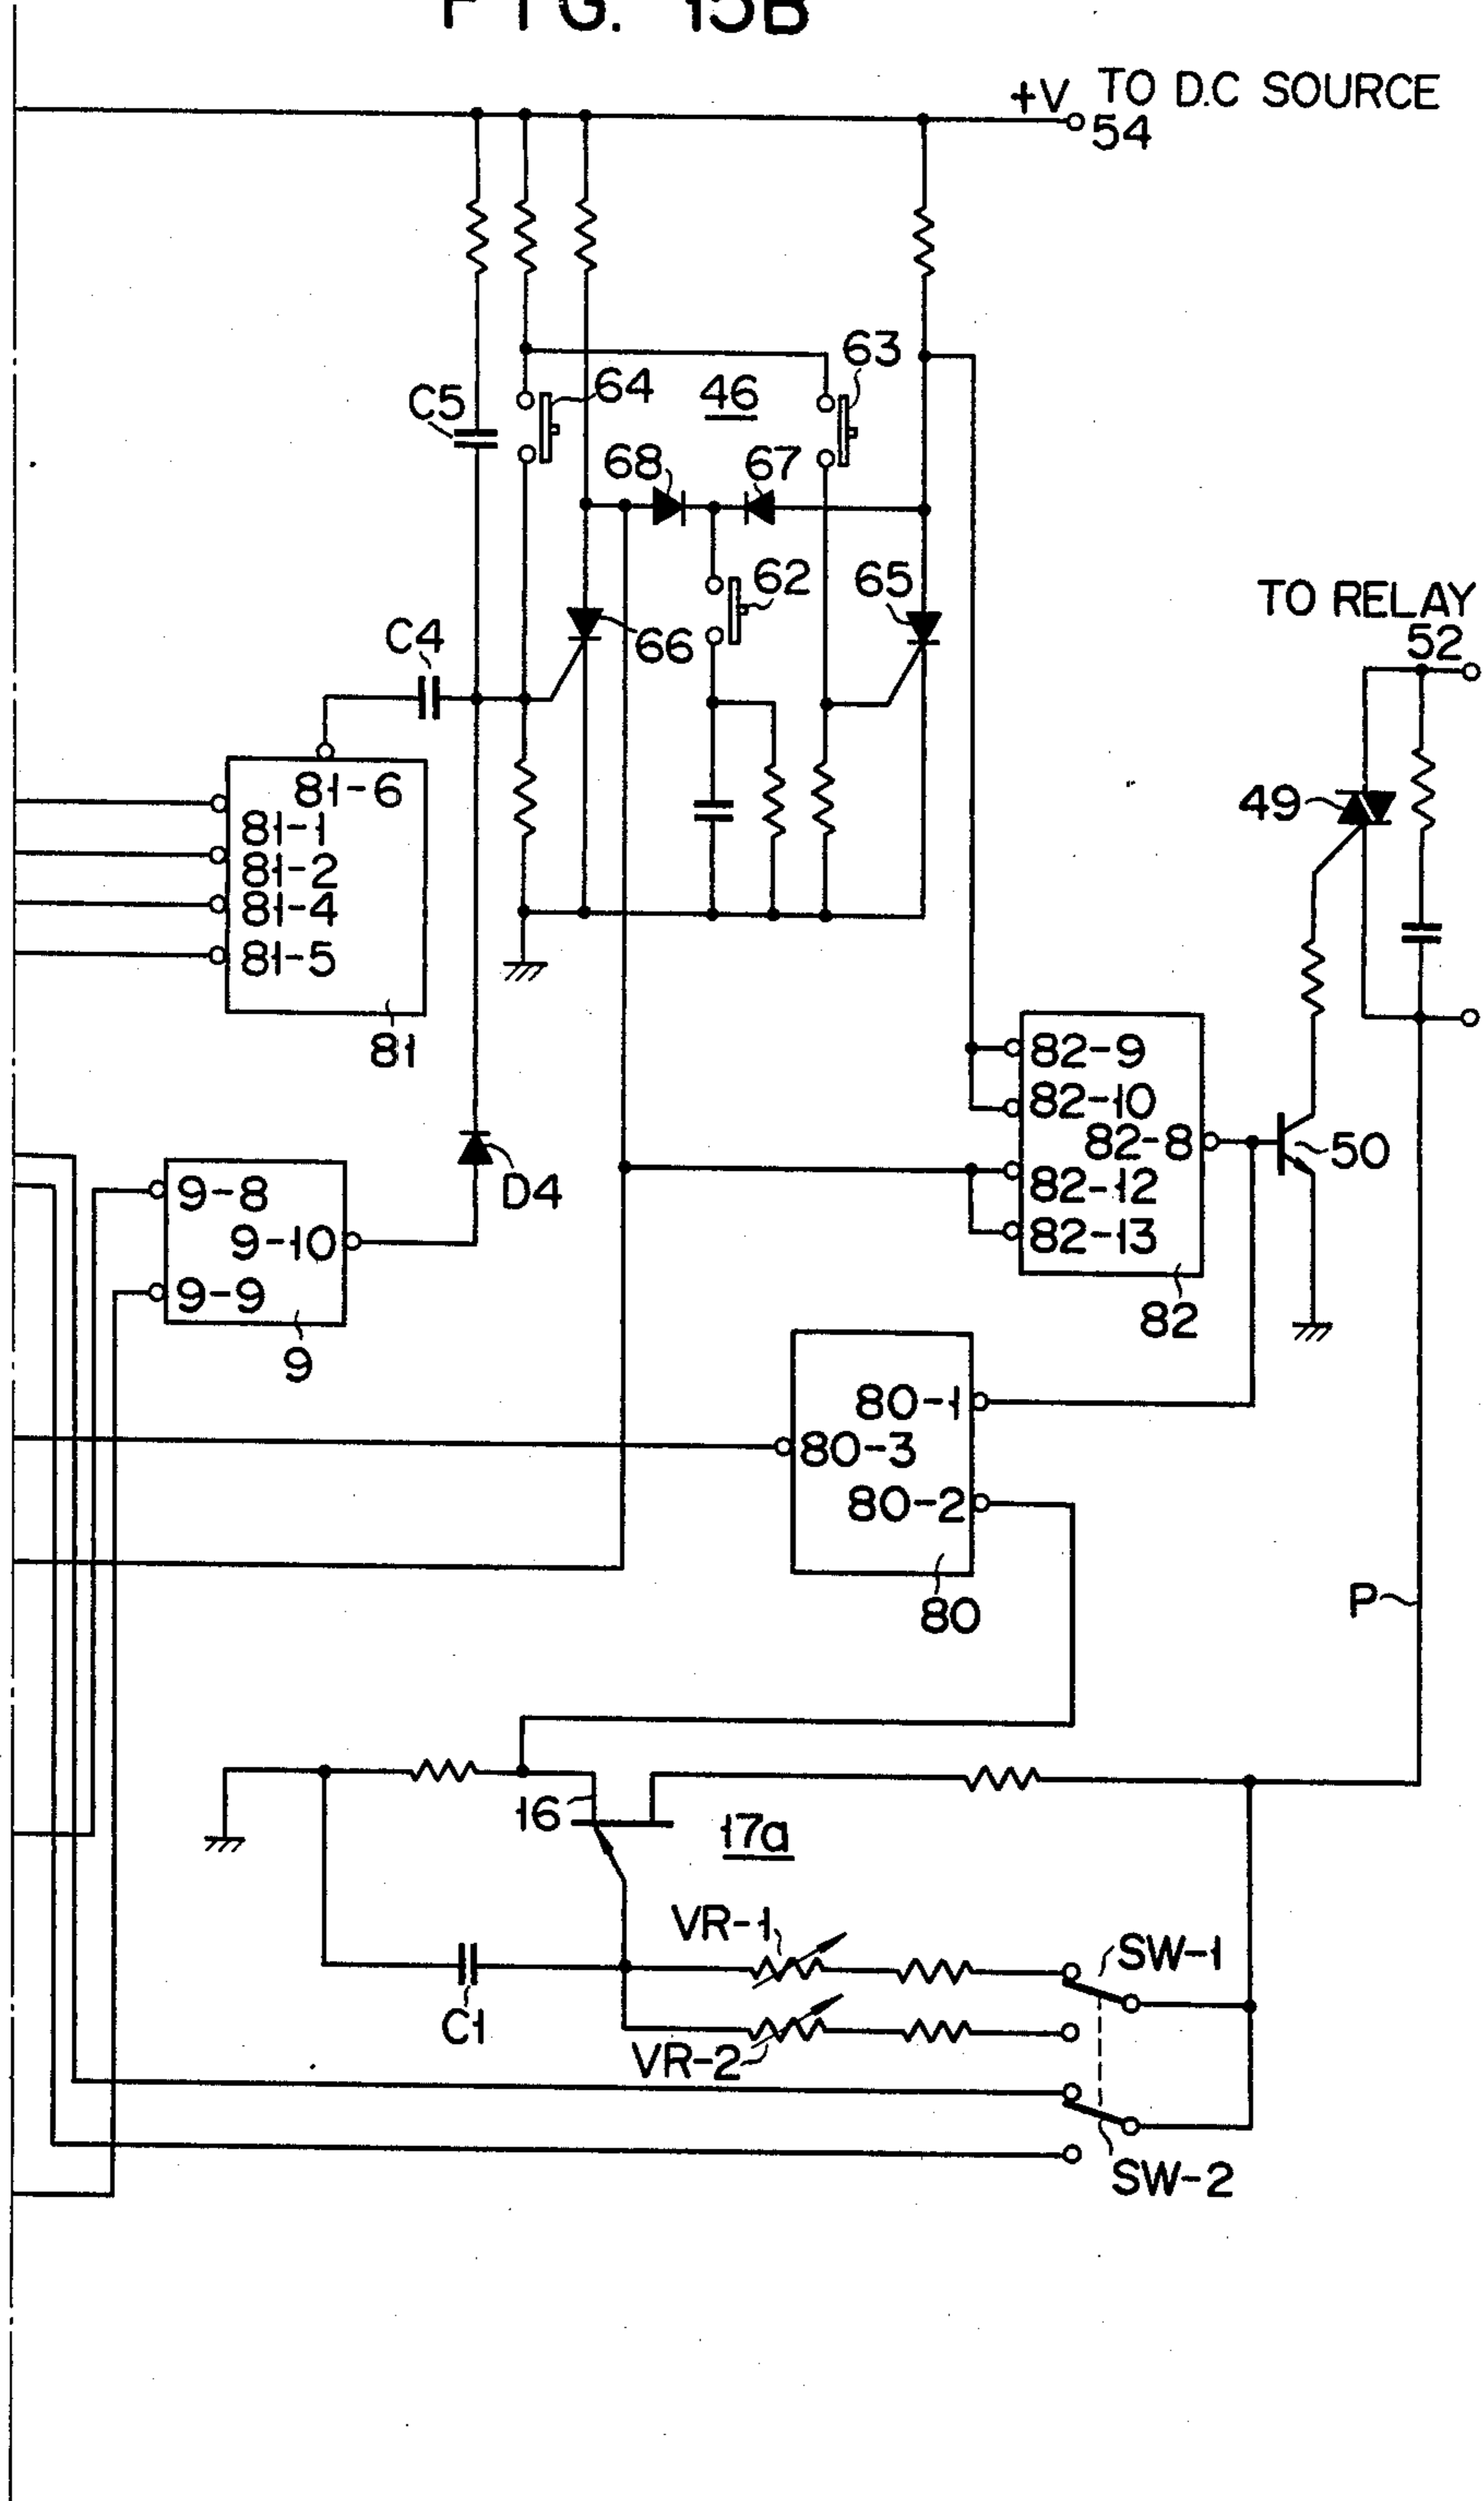 FIG. 15B
+V TO D.C SOURCE
54
63
64
46
C5
68
67
62
65
TO RELAY
52
C4
66
81-6
49
81-1
81-2
81-4
81-5
81
82-9
82-10
82-8
50
9-8
D4
82-12
9-10
82-13
9-9
82
9
80-1
80-3
80-2
P
80
16
17a
VR-1
SW-1
C1
VR-2
SW-2